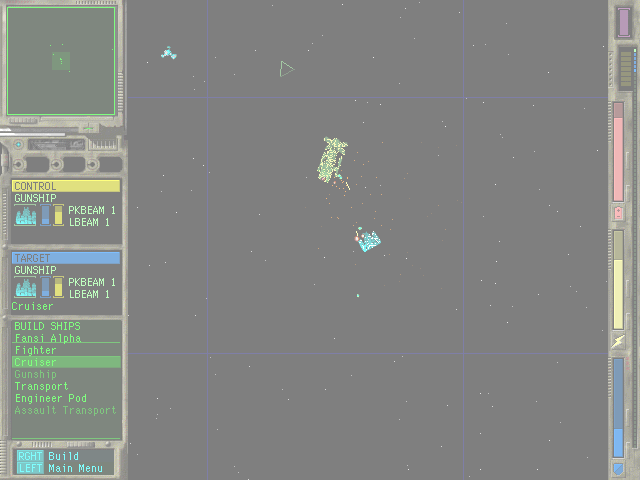 CONTROL
GUNSHIP
PKBEAM 1
LBEAM 1
TARGET
GUNSHIP
PKBEAM 1
LBEAM 1
Cruiser
BUILD SHIPS
Fansi Alpha
Fighter
Cruiser
Gunship
Transport
Engineer Pod
Assault Transport
RGHT Build
LEFT Main Menu